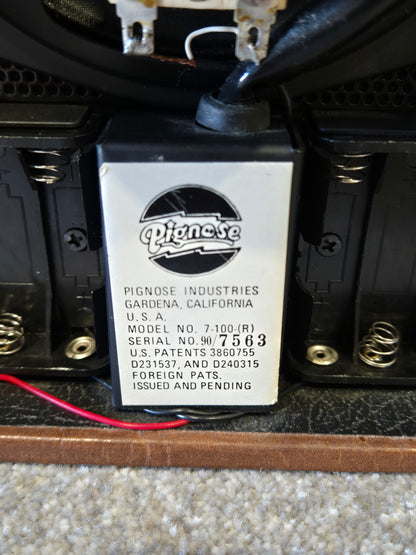 Pignose
PIGNOSE INDUSTRIES
GARDENA, CALIFORNIA
U. S. A.
MODEL NO. 7-100-(R)
SERIAL NO. 90/7563
U.S. PATENTS 3860755
D231537, AND D240315
FOREIGN PATS.
ISSUED AND PENDING